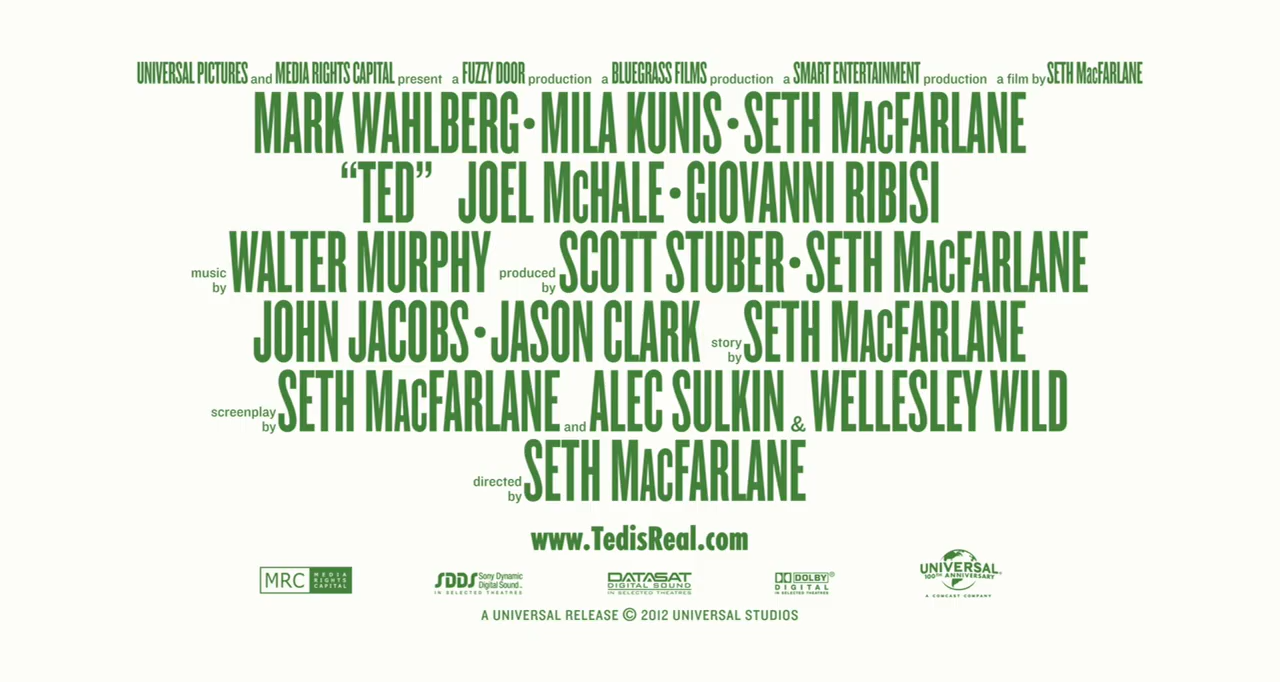 UNIVERSAL PICTURES and MEDIA RIGHTS CAPITAL present a FUZZY DOOR production a BLUEGRASS FILMS production a SMART ENTERTAINMENT production a film by SETH MacFARLANE
MARK WAHLBERG • MILA KUNIS • SETH MacFARLANE
“TED” JOEL McHALE • GIOVANNI RIBISI
music by WALTER MURPHY produced by SCOTT STUBER • SETH MacFARLANE
JOHN JACOBS • JASON CLARK story by SETH MacFARLANE
screenplay by SETH MacFARLANE and ALEC SULKIN & WELLESLEY WILD
directed by SETH MacFARLANE
www.TedisReal.com
MRC MEDIA RIGHTS CAPITAL
SDDS Sony Dynamic Digital Sound™ IN SELECTED THEATRES
DATASAT DIGITAL SOUND IN SELECTED THEATRES
DOLBY® DIGITAL IN SELECTED THEATRES
UNIVERSAL 100TH ANNIVERSARY A COMCAST COMPANY
A UNIVERSAL RELEASE © 2012 UNIVERSAL STUDIOS